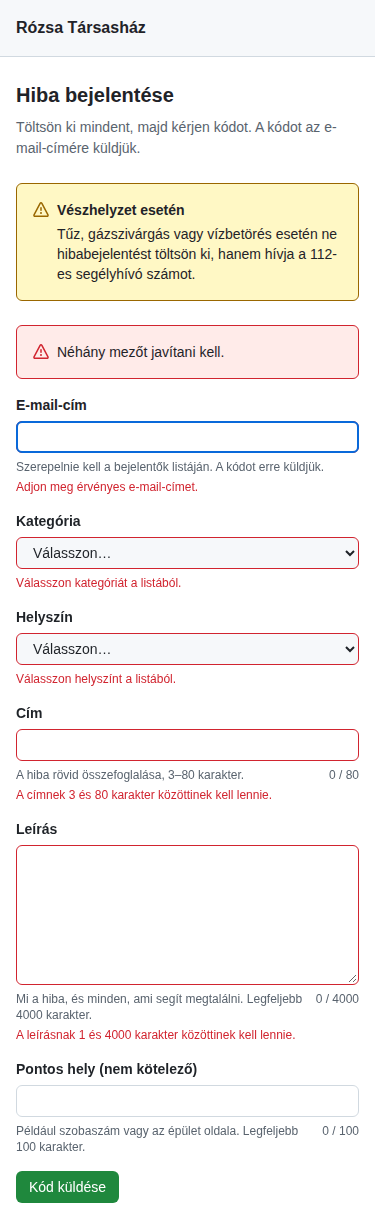 Rózsa Társasház
Hiba bejelentése
Töltsön ki mindent, majd kérjen kódot. A kódot az e-
mail-címére küldjük.
Vészhelyzet esetén
Tűz, gázszivárgás vagy vízbetörés esetén ne
hibabejelentést töltsön ki, hanem hívja a 112-
es segélyhívó számot.
Néhány mezőt javítani kell.
E-mail-cím
Szerepelnie kell a bejelentők listáján. A kódot erre küldjük.
Adjon meg érvényes e-mail-címet.
Kategória
Válasszon…
Válasszon kategóriát a listából.
Helyszín
Válasszon…
Válasszon helyszínt a listából.
Cím
A hiba rövid összefoglalása, 3–80 karakter. 0 / 80
A címnek 3 és 80 karakter közöttinek kell lennie.
Leírás
Mi a hiba, és minden, ami segít megtalálni. Legfeljebb 0 / 4000
4000 karakter.
A leírásnak 1 és 4000 karakter közöttinek kell lennie.
Pontos hely (nem kötelező)
Például szobaszám vagy az épület oldala. Legfeljebb 0 / 100
100 karakter.
Kód küldése